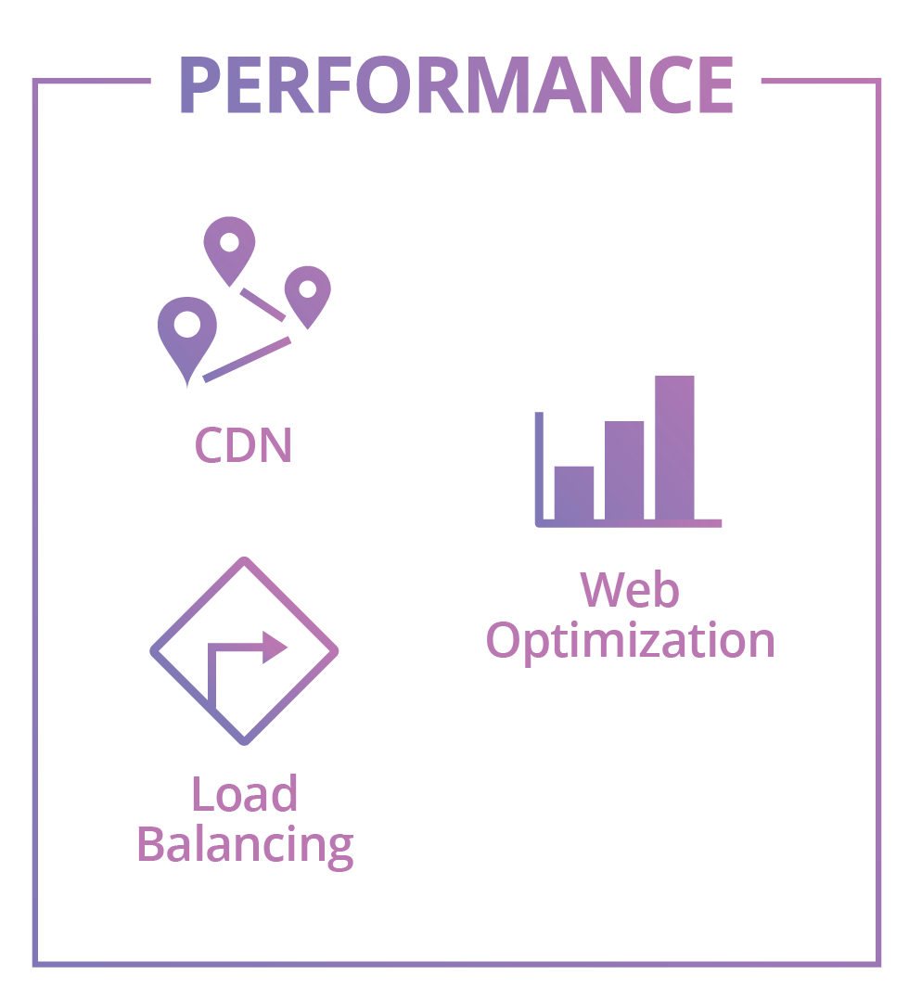 PERFORMANCE
CDN
Load
Balancing
Web
Optimization